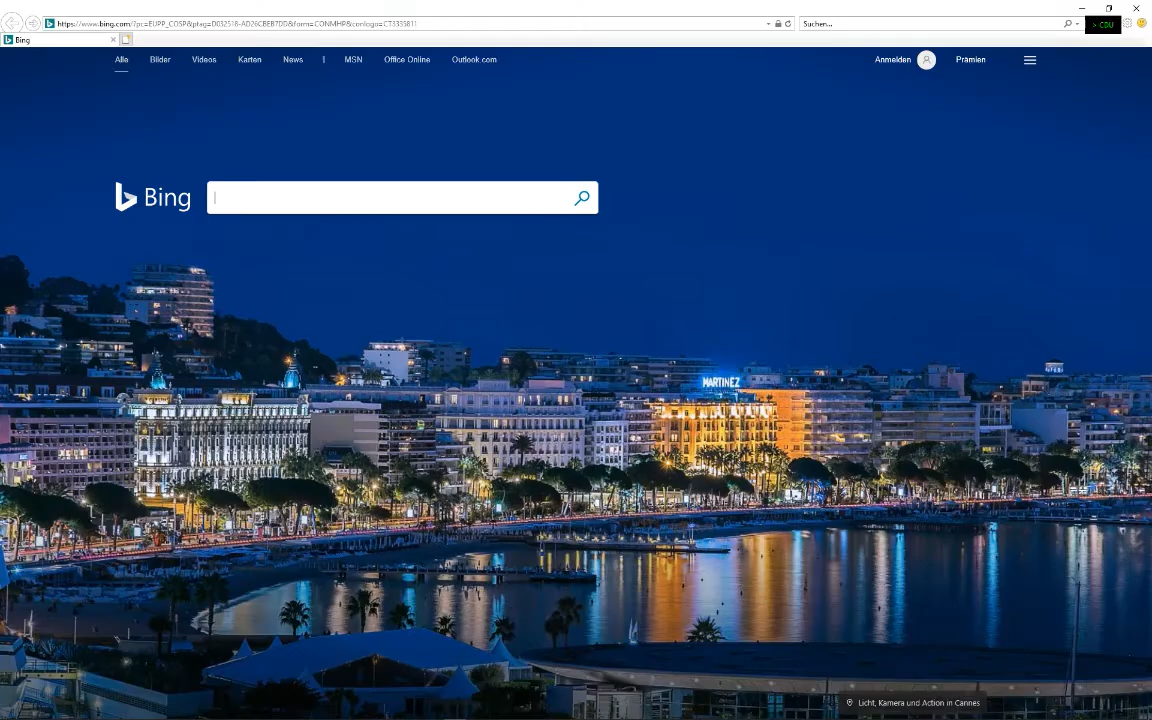 https://www.bing.com/?pc=EUPP_COSP&ptag=D032518-AD26CBEB7DD&form=CONMHP&conlogo=CT3335811
Suchen...
> CDU
Bing
Alle Bilder Videos Karten News | MSN Office Online Outlook.com
Anmelden Prämien
Bing
MARTINEZ
Licht, Kamera und Action in Cannes